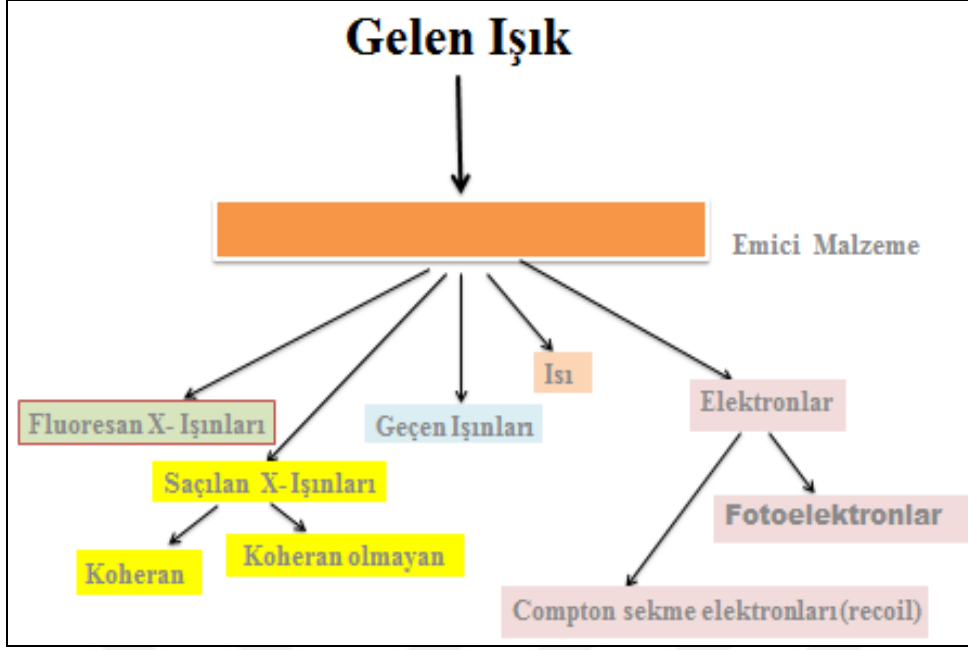 Gelen Işık
Emici Malzeme
Isı
Fluoresan X- Işınları
Geçen Işınları
Elektronlar
Saçılan X-Işınları
Fotoelektronlar
Koheran
Koheran olmayan
Compton sekme elektronları(recoil)